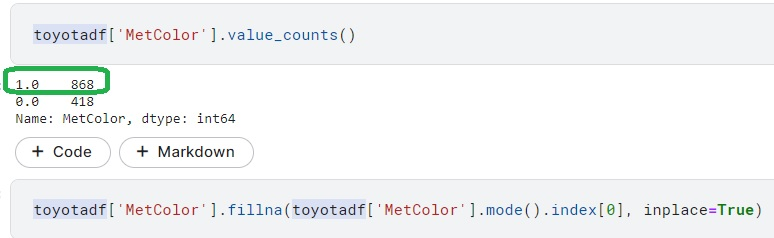 toyotadf['MetColor'].value_counts()
1.0 868
0.0 418
Name: MetColor, dtype: int64
+ Code + Markdown
toyotadf['MetColor'].fillna(toyotadf['MetColor'].mode().index[0], inplace=True)